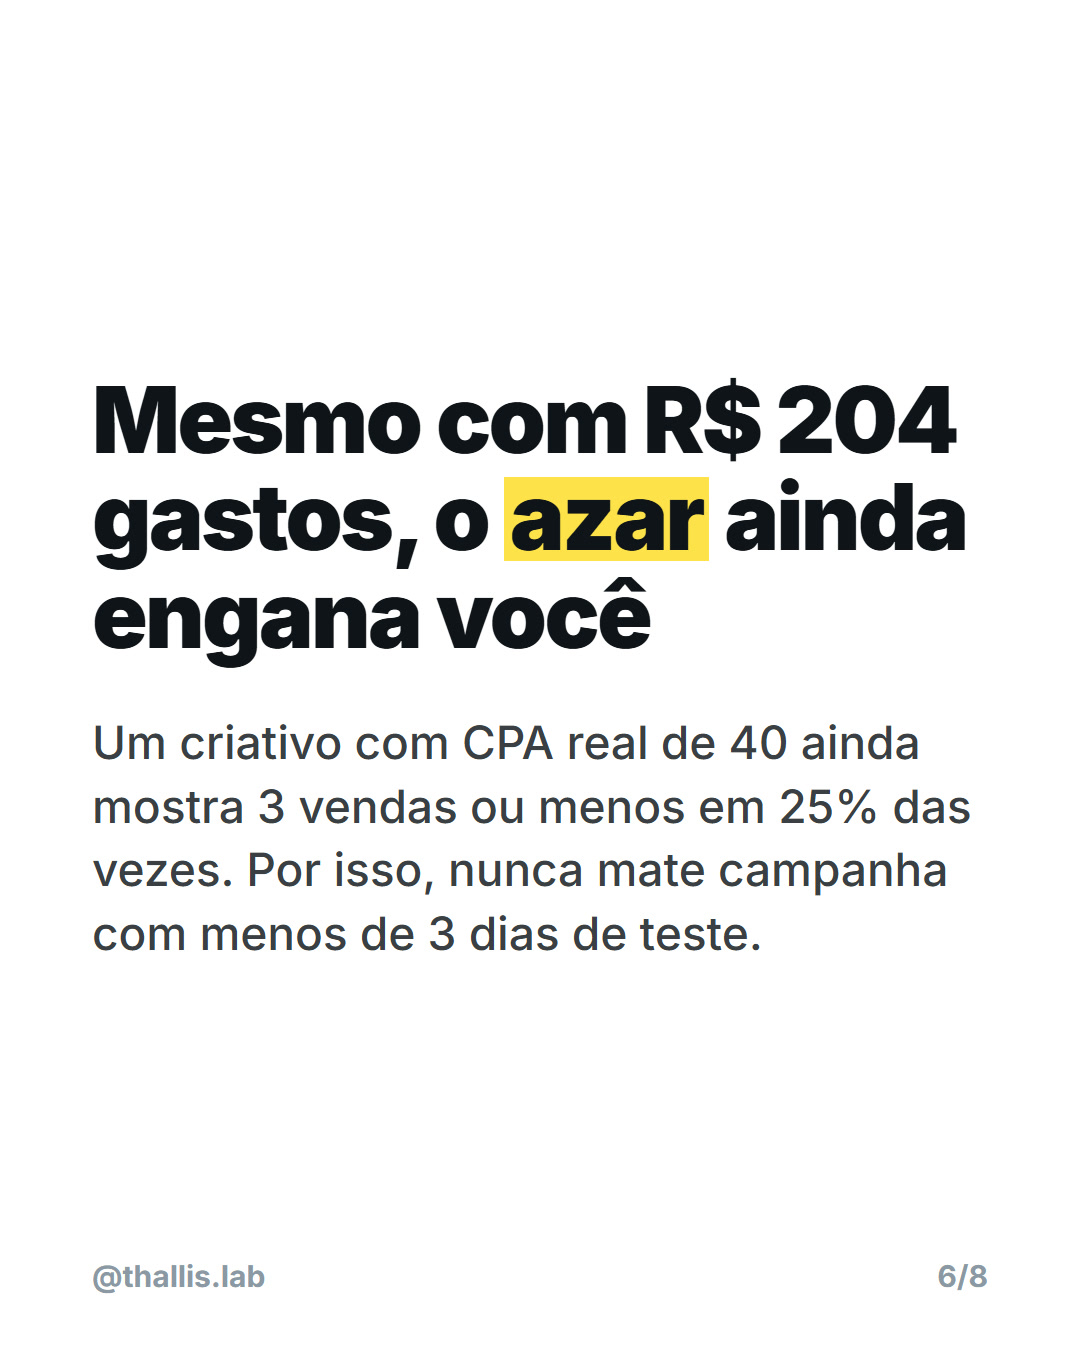 Mesmo com R$ 204
gastos, o azar ainda
engana você
Um criativo com CPA real de 40 ainda
mostra 3 vendas ou menos em 25% das
vezes. Por isso, nunca mate campanha
com menos de 3 dias de teste.
@thallis.lab
6/8